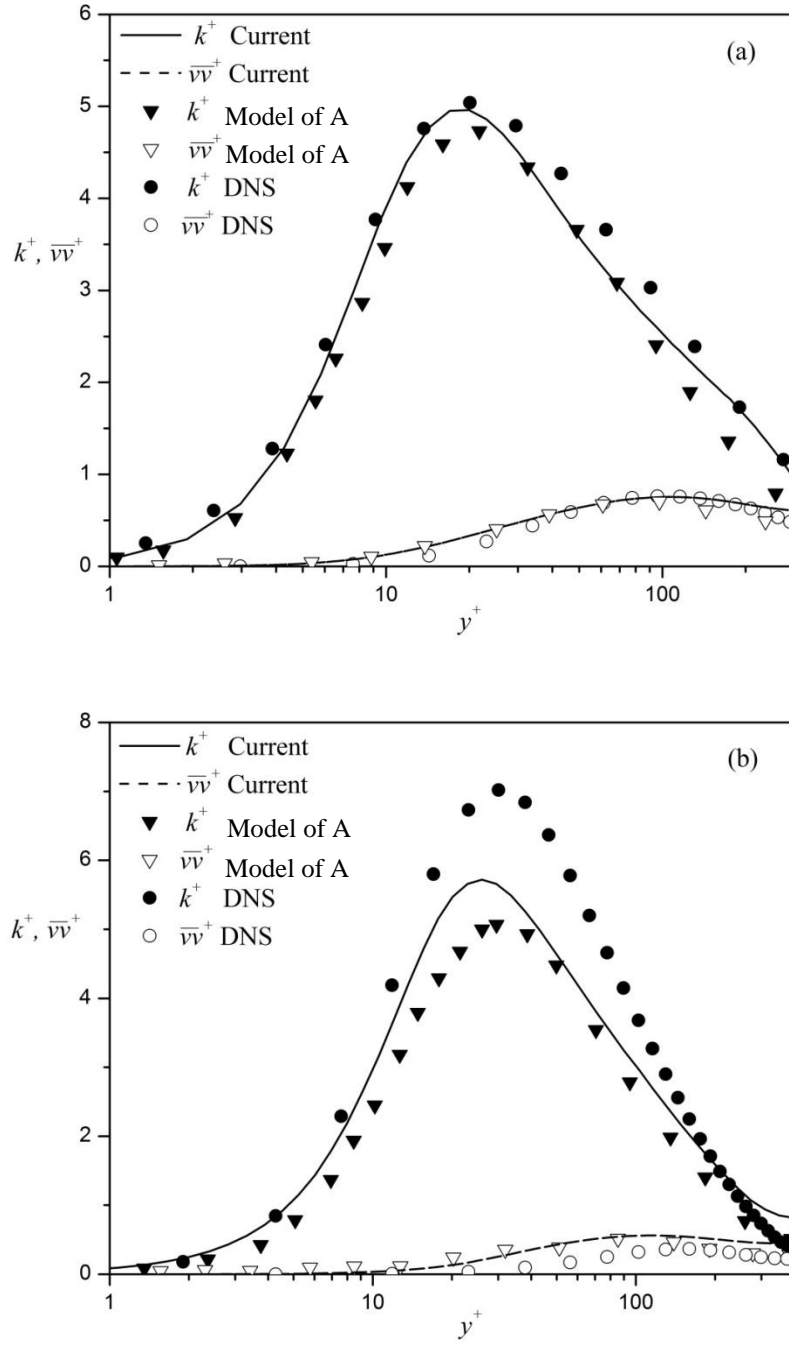 6
5
4
3
2
1
0
k⁺, v̅v̅⁺
k⁺ Current
v̅v̅⁺ Current
k⁺ Model of A
v̅v̅⁺ Model of A
k⁺ DNS
v̅v̅⁺ DNS
(a)
1
10
100
y⁺
8
6
4
2
0
k⁺, v̅v̅⁺
k⁺ Current
v̅v̅⁺ Current
k⁺ Model of A
v̅v̅⁺ Model of A
k⁺ DNS
v̅v̅⁺ DNS
(b)
1
10
100
y⁺